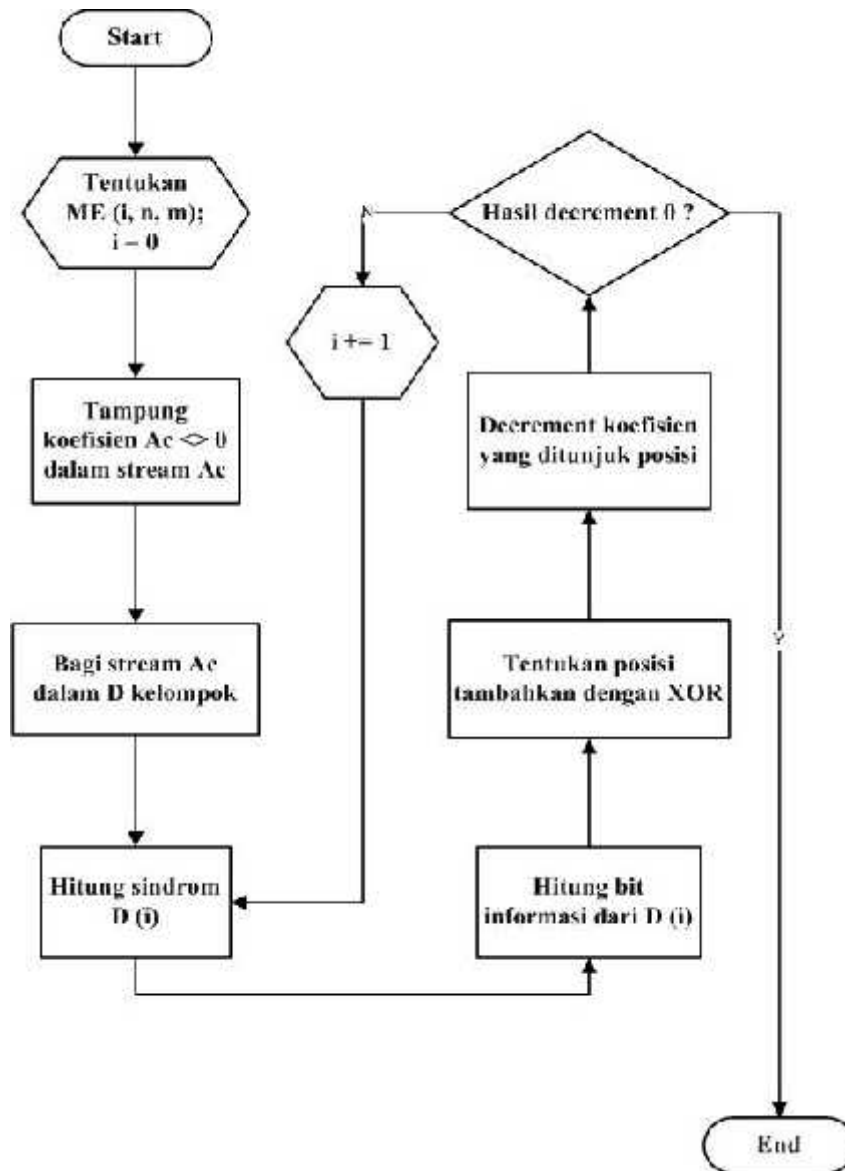 Start
Tentukan
ME (i, n, m);
i = 0
Tampung
koefisien Ac <> 0
dalam stream Ac
Bagi stream Ac
dalam D kelompok
Hitung sindrom
D (i)
Hitung bit
informasi dari D (i)
Tentukan posisi
tambahkan dengan XOR
Decrement koefisien
yang ditunjuk posisi
Hasil decrement 0 ?
N
i += 1
Y
End